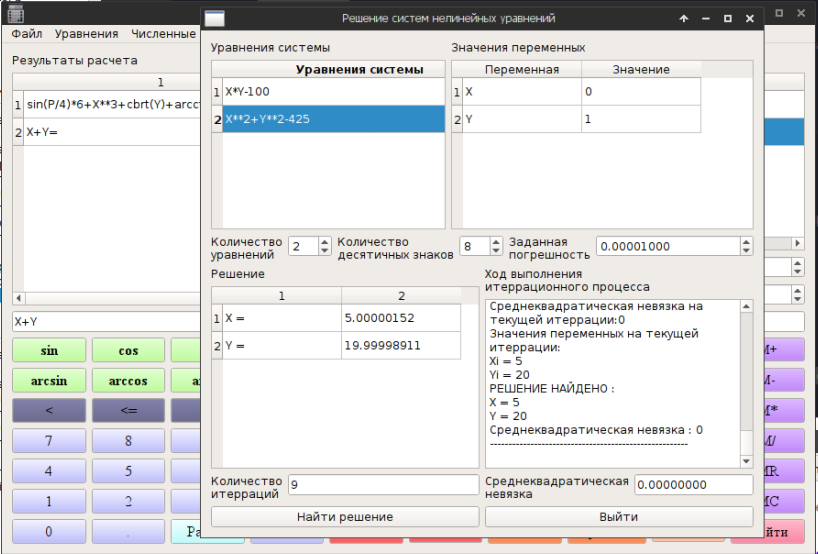 Решение систем нелинейных уравнений
Файл Уравнения Численные
Результаты расчета
1
1 sin(P/4)*6+X**3+cbrt(Y)+arcc
2 X+Y=
X+Y
sin cos
arcsin arccos
< <=
7 8
4 5
1 2
0 .
M+
M-
M*
M/
MR
MC
Уравнения системы
Уравнения системы
1 X*Y-100
2 X**2+Y**2-425
Значения переменных
Переменная Значение
1 X 0
2 Y 1
Количество
уравнений 2
Количество
десятичных знаков 8
Заданная
погрешность 0.00001000
Решение
1 2
1 X = 5.00000152
2 Y = 19.99998911
Ход выполнения
итеррационного процесса
Среднеквадратическая невязка на
текущей итеррации:0
Значения переменных на текущей
итеррации:
Xi = 5
Yi = 20
РЕШЕНИЕ НАЙДЕНО :
X = 5
Y = 20
Среднеквадратическая невязка : 0
------------------------------------------------------
Количество
итерраций 9
Среднеквадратическая
невязка 0.00000000
Найти решение Выйти